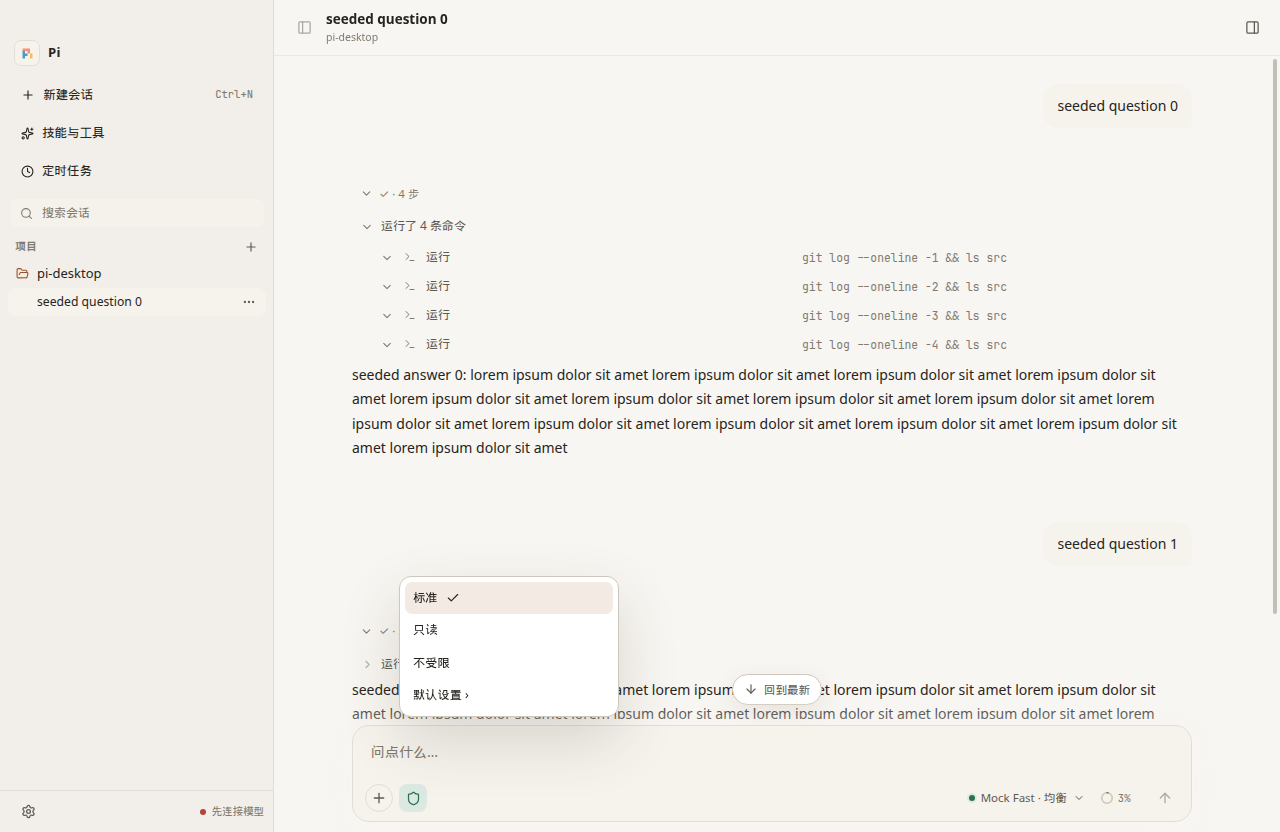 seeded question 0
pi-desktop
Pi
新建会话 Ctrl+N
技能与工具
定时任务
搜索会话
项目
pi-desktop
seeded question 0
先连接模型
seeded question 0
· 4 步
运行了 4 条命令
运行 git log --oneline -1 && ls src
运行 git log --oneline -2 && ls src
运行 git log --oneline -3 && ls src
运行 git log --oneline -4 && ls src
seeded answer 0: lorem ipsum dolor sit amet lorem ipsum dolor sit amet lorem ipsum dolor sit amet lorem ipsum dolor sit
amet lorem ipsum dolor sit amet lorem ipsum dolor sit amet lorem ipsum dolor sit amet lorem ipsum dolor sit amet lorem
ipsum dolor sit amet lorem ipsum dolor sit amet lorem ipsum dolor sit amet lorem ipsum dolor sit amet lorem ipsum dolor sit
amet lorem ipsum dolor sit amet
seeded question 1
标准
只读
不受限
默认设置 ›
·
运行
seeded amet lorem ipsum 回到最新 lorem ipsum dolor sit amet lorem ipsum dolor sit
amet lorem ipsum dolor sit amet lorem ipsum dolor sit amet lorem ipsum dolor sit amet lorem ipsum dolor sit amet lorem
问点什么...
Mock Fast · 均衡 3%